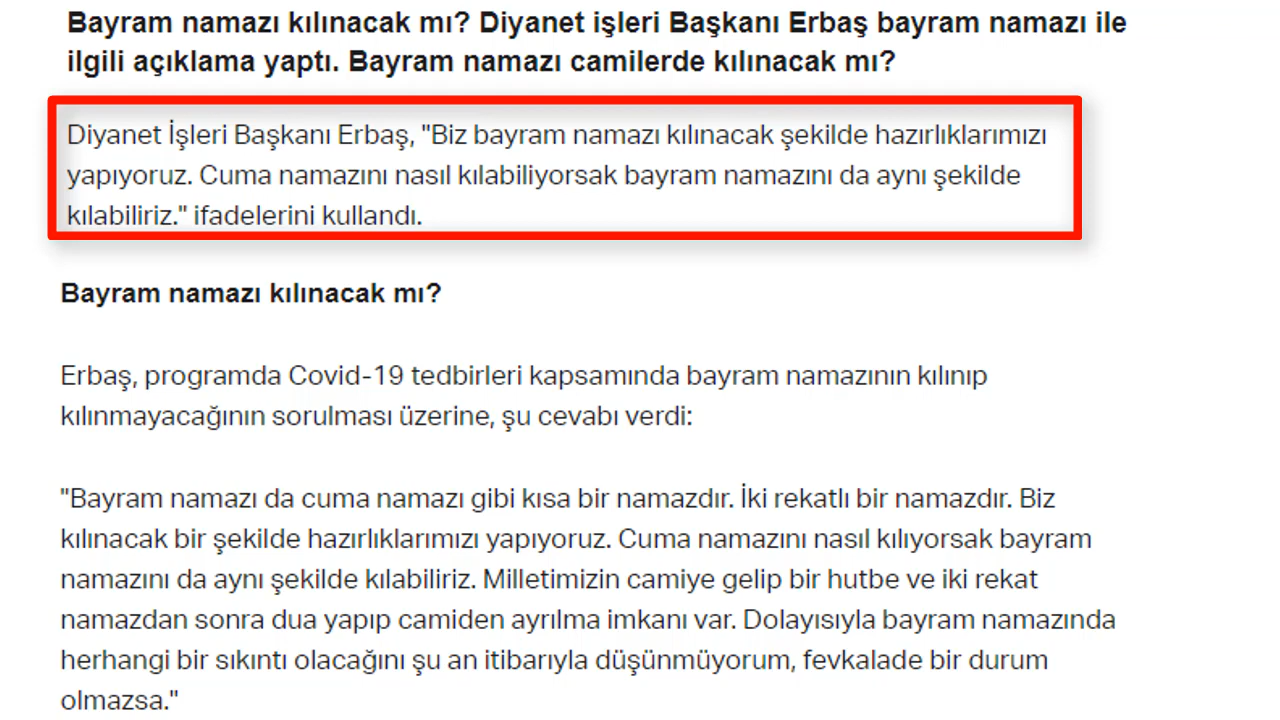 Bayram namazı kılınacak mı? Diyanet işleri Başkanı Erbaş bayram namazı ile
ilgili açıklama yaptı. Bayram namazı camilerde kılınacak mı?
Diyanet İşleri Başkanı Erbaş, "Biz bayram namazı kılınacak şekilde hazırlıklarımızı
yapıyoruz. Cuma namazını nasıl kılabiliyorsak bayram namazını da aynı şekilde
kılabiliriz." ifadelerini kullandı.
Bayram namazı kılınacak mı?
Erbaş, programda Covid-19 tedbirleri kapsamında bayram namazının kılınıp
kılınmayacağının sorulması üzerine, şu cevabı verdi:
"Bayram namazı da cuma namazı gibi kısa bir namazdır. İki rekatlı bir namazdır. Biz
kılınacak bir şekilde hazırlıklarımızı yapıyoruz. Cuma namazını nasıl kılıyorsak bayram
namazını da aynı şekilde kılabiliriz. Milletimizin camiye gelip bir hutbe ve iki rekat
namazdan sonra dua yapıp camiden ayrılma imkanı var. Dolayısıyla bayram namazında
herhangi bir sıkıntı olacağını şu an itibarıyla düşünmüyorum, fevkalade bir durum
olmazsa."